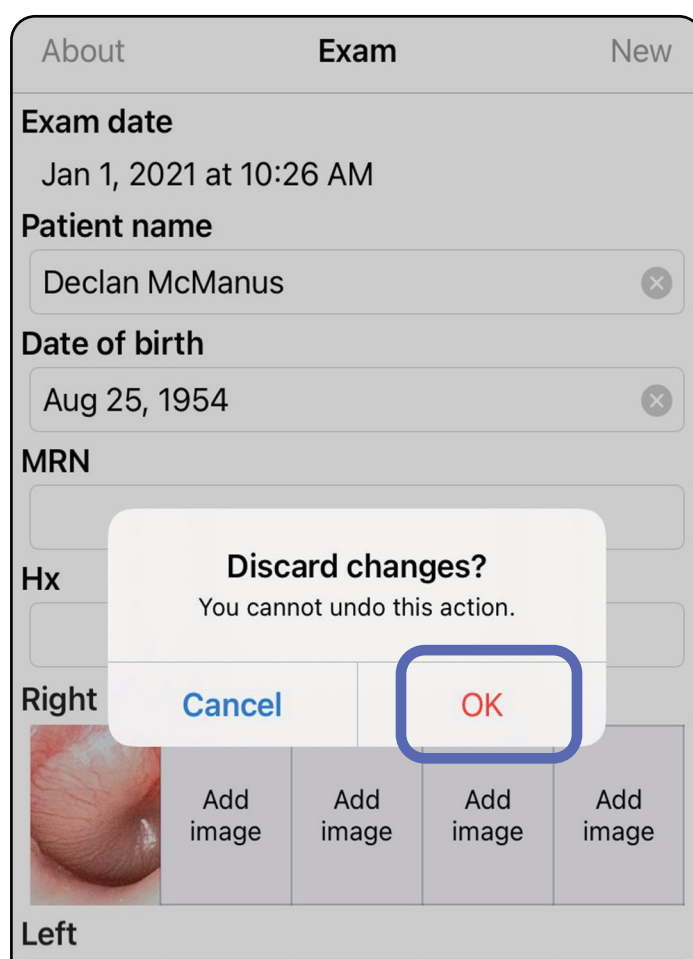 About Exam New
Exam date
Jan 1, 2021 at 10:26 AM
Patient name
Declan McManus
Date of birth
Aug 25, 1954
MRN
Discard changes?
Hx
You cannot undo this action.
Right
Cancel OK
Add image
Add image
Add image
Add image
Left